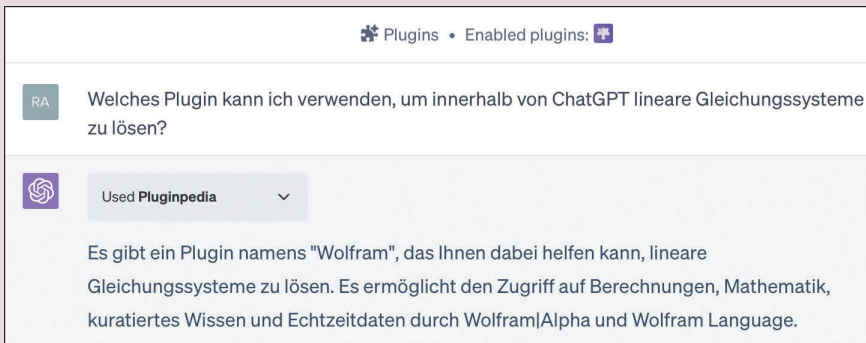 Plugins • Enabled plugins:
RA
Welches Plugin kann ich verwenden, um innerhalb von ChatGPT lineare Gleichungssysteme
zu lösen?
Used Pluginpedia
Es gibt ein Plugin namens "Wolfram", das Ihnen dabei helfen kann, lineare
Gleichungssysteme zu lösen. Es ermöglicht den Zugriff auf Berechnungen, Mathematik,
kuratiertes Wissen und Echtzeitdaten durch Wolfram|Alpha und Wolfram Language.